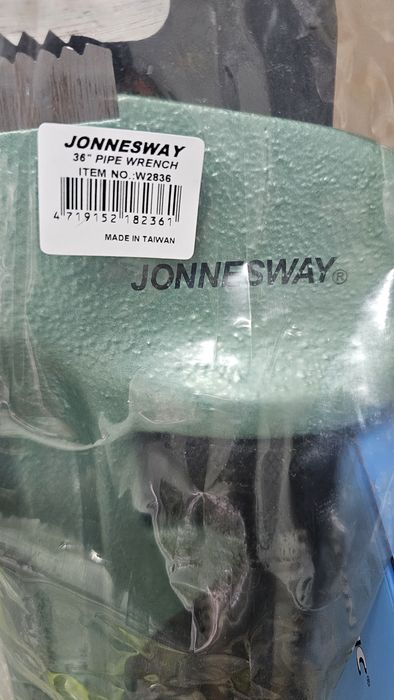 JONNESWAY
36" PIPE WRENCH
ITEM NO.:W2836
4 719152 182361
MADE IN TAIWAN
JONNESWAY®